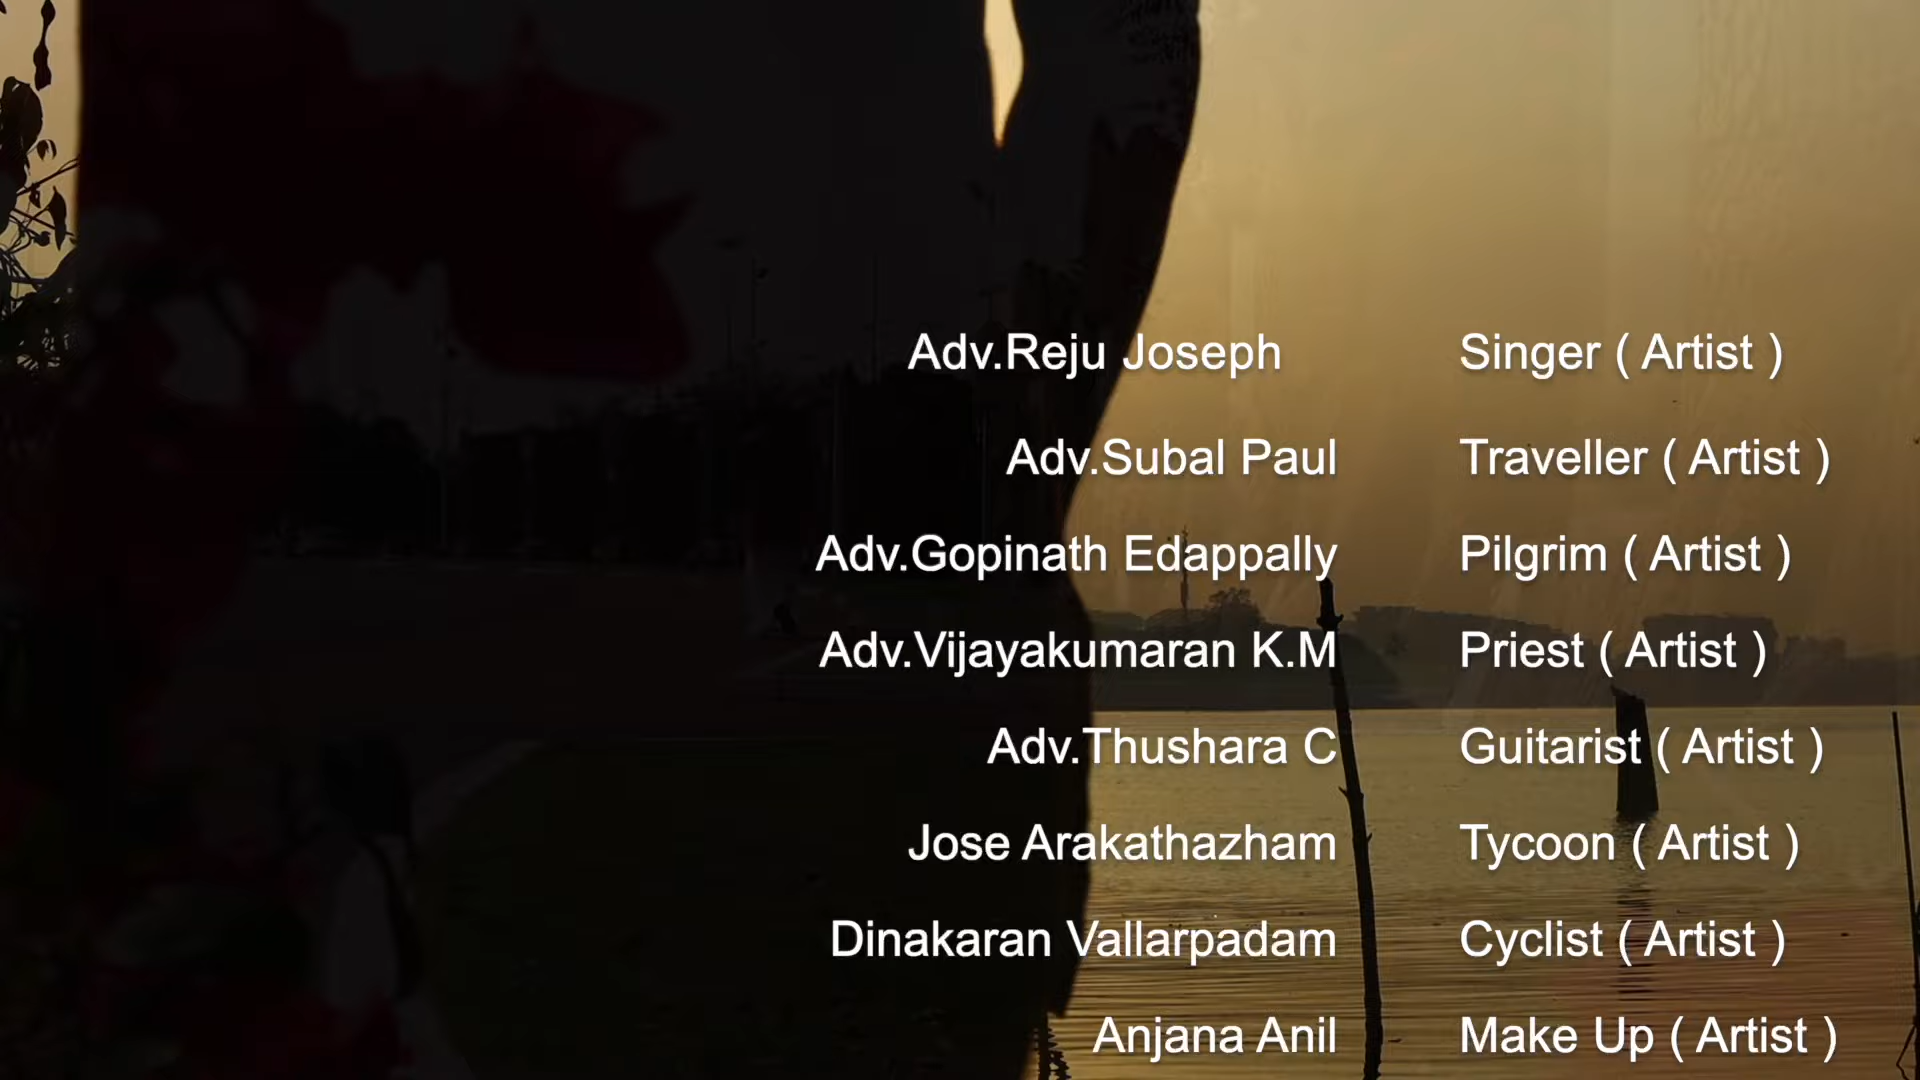 Adv.Reju Joseph Singer ( Artist )
Adv.Subal Paul Traveller ( Artist )
Adv.Gopinath Edappally Pilgrim ( Artist )
Adv.Vijayakumaran K.M Priest ( Artist )
Adv.Thushara C Guitarist ( Artist )
Jose Arakathazham Tycoon ( Artist )
Dinakaran Vallarpadam Cyclist ( Artist )
Anjana Anil Make Up ( Artist )